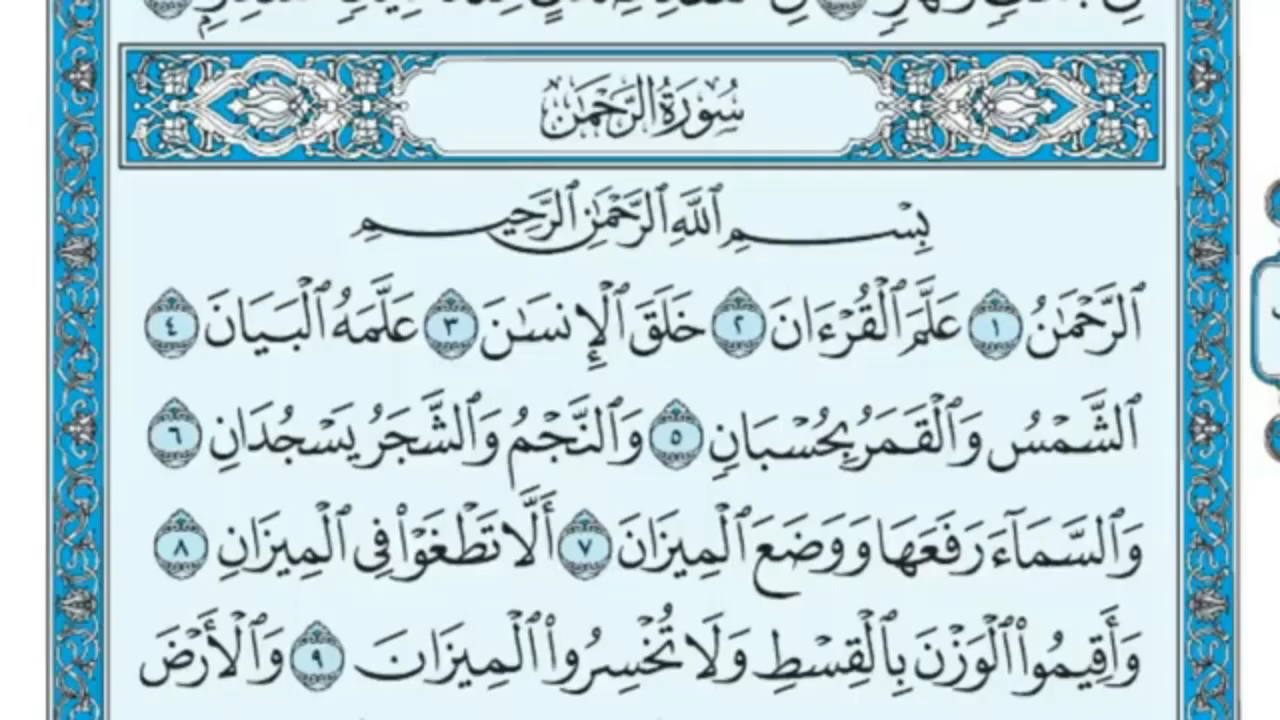 سُورَةُ الرَّحْمَٰن
بِسْمِ ٱللَّهِ ٱلرَّحْمَٰنِ ٱلرَّحِيمِ
ٱلرَّحْمَٰنُ ١ عَلَّمَ ٱلْقُرْءَانَ ٢ خَلَقَ ٱلْإِنسَٰنَ ٣ عَلَّمَهُ ٱلْبَيَانَ ٤
ٱلشَّمْسُ وَٱلْقَمَرُ بِحُسْبَانٍ ٥ وَٱلنَّجْمُ وَٱلشَّجَرُ يَسْجُدَانِ ٦
وَٱلسَّمَآءَ رَفَعَهَا وَوَضَعَ ٱلْمِيزَانَ ٧ أَلَّا تَطْغَوْا۟ فِى ٱلْمِيزَانِ ٨
وَأَقِيمُوا۟ ٱلْوَزْنَ بِٱلْقِسْطِ وَلَا تُخْسِرُوا۟ ٱلْمِيزَانَ ٩ وَٱلْأَرْضَ